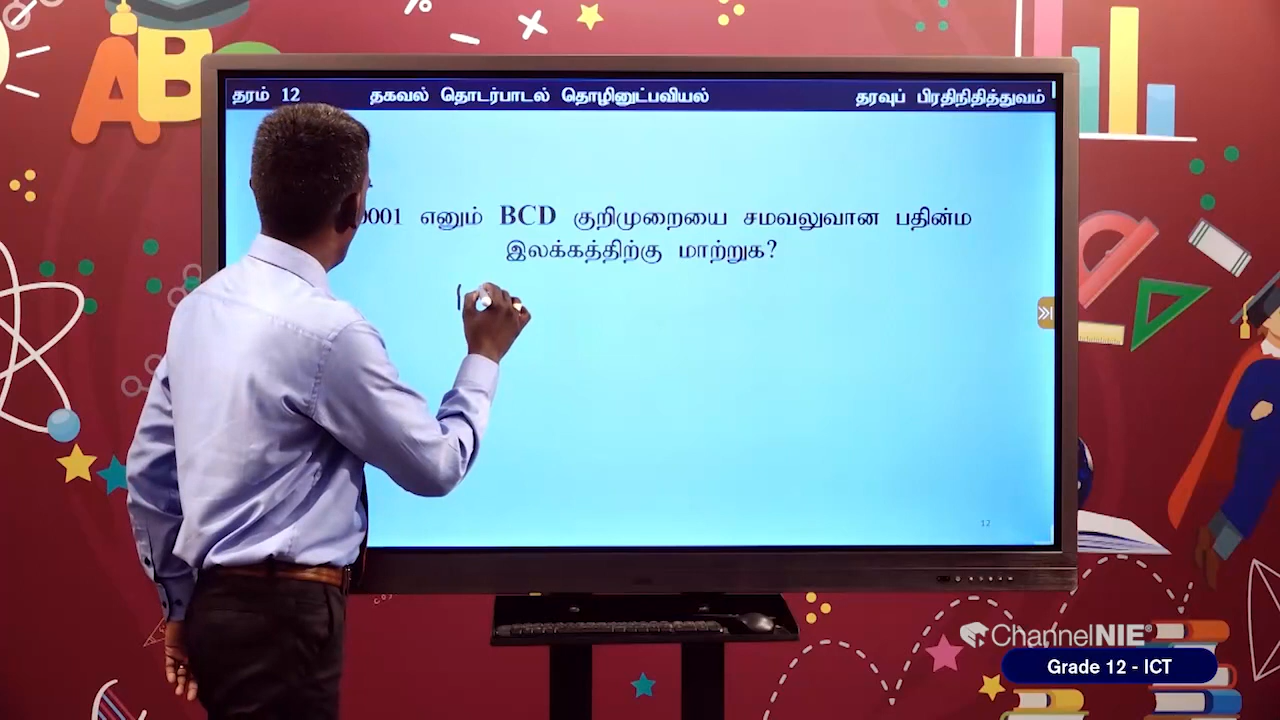 AB
%
தரம் 12 தகவல் தொடர்பாடல் தொழினுட்பவியல் தரவுப் பிரதிநிதித்துவம்
எனும் BCD குறிமுறையை சமவலுவான பதின்ம
இலக்கத்திற்கு மாற்றுக?
12
ChannelNIE®
Grade 12 - ICT